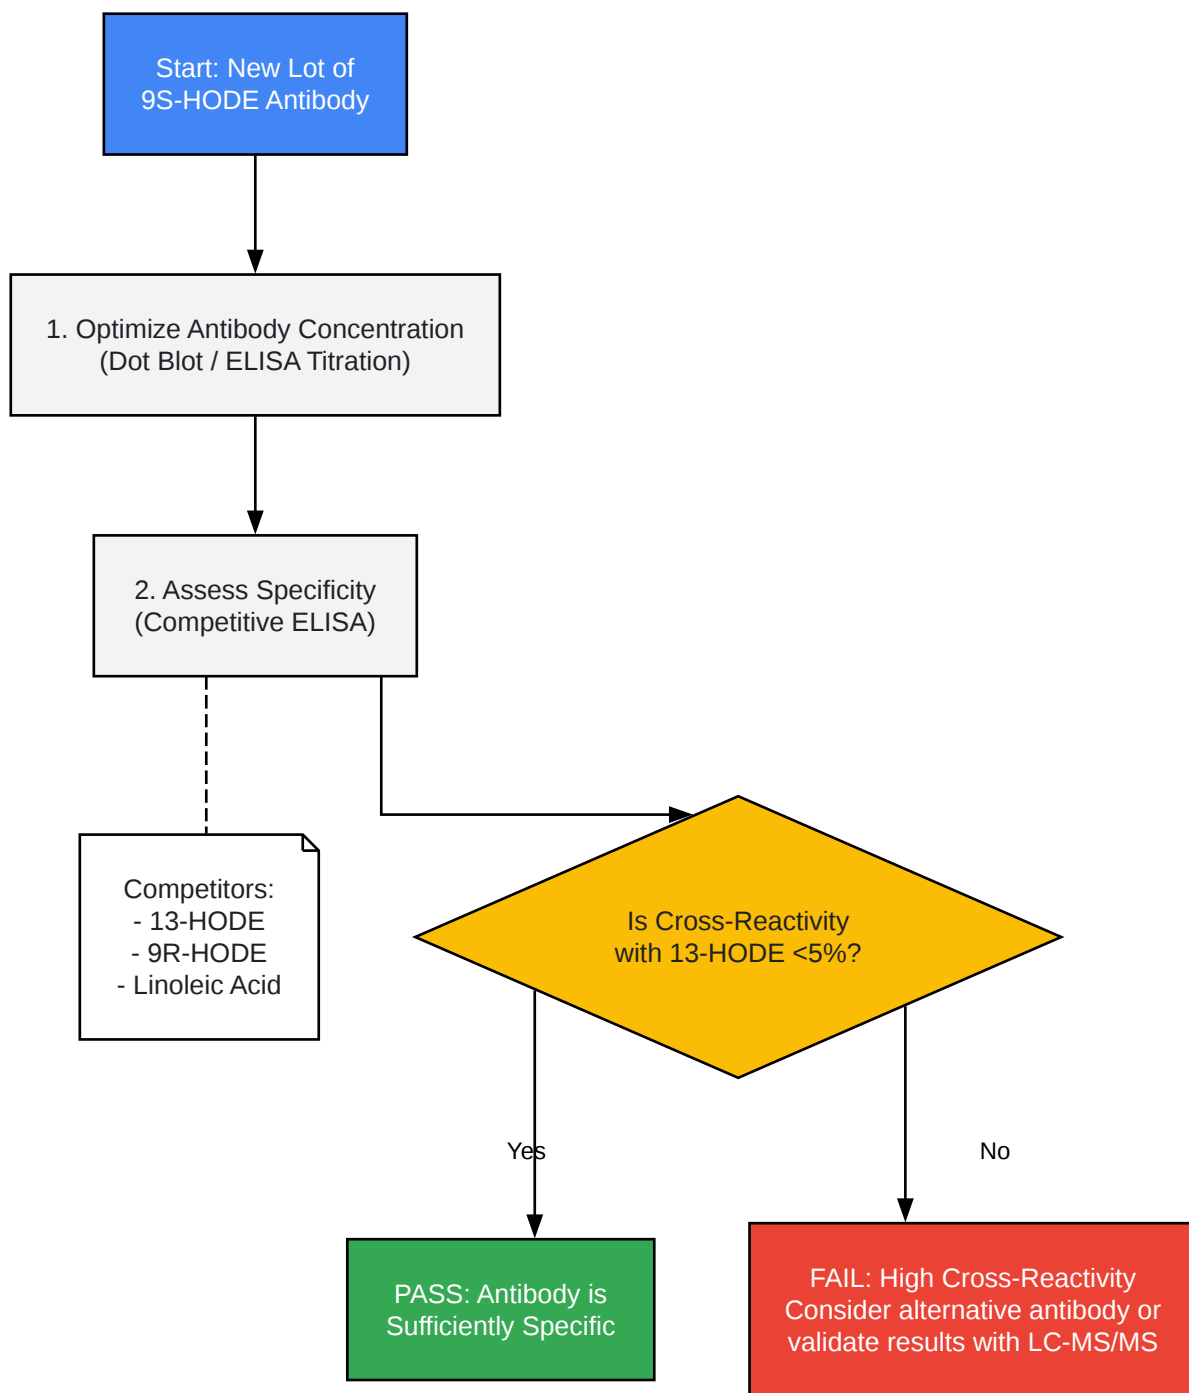 Start: New Lot of
9S-HODE Antibody
1. Optimize Antibody Concentration
(Dot Blot / ELISA Titration)
2. Assess Specificity
(Competitive ELISA)
Competitors:
- 13-HODE
- 9R-HODE
- Linoleic Acid
Is Cross-Reactivity
with 13-HODE <5%?
Yes
No
PASS: Antibody is
Sufficiently Specific
FAIL: High Cross-Reactivity
Consider alternative antibody or
validate results with LC-MS/MS